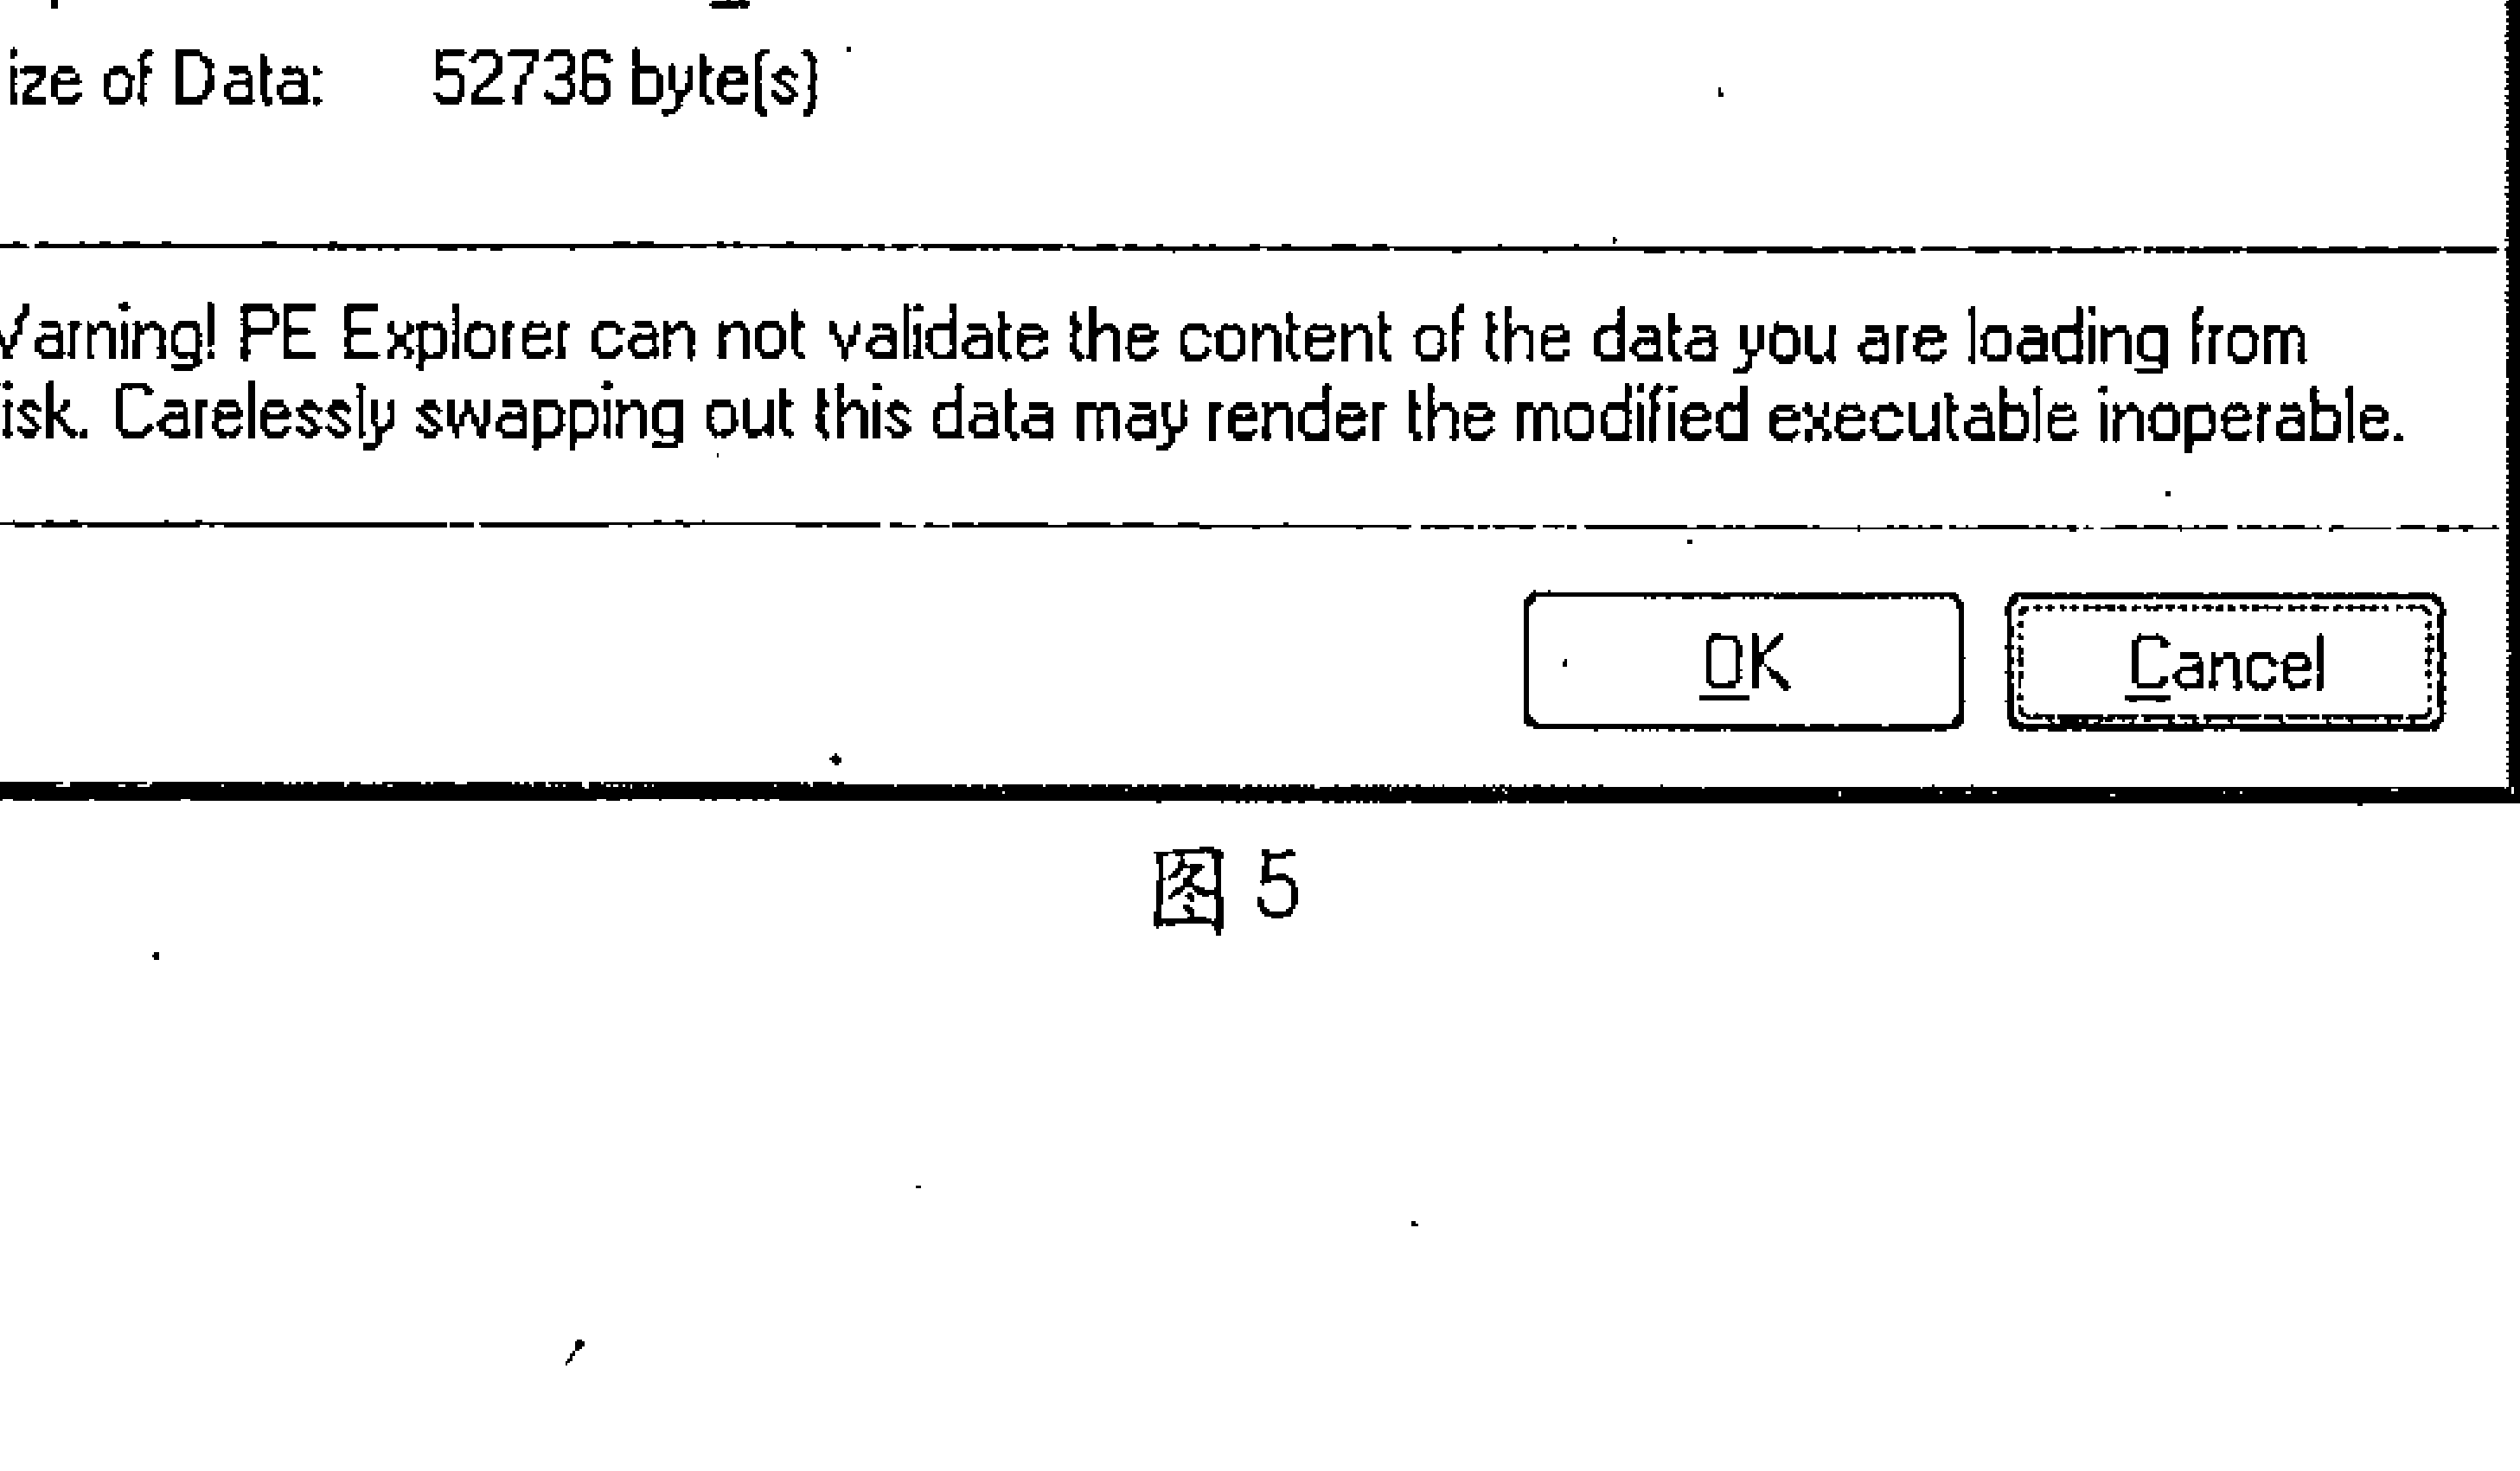 ize of Data: 52736 byte(s)
Warning! PE Explorer can not validate the content of the data you are loading from
isk. Carelessly swapping out this data may render the modified executable inoperable.
OK Cancel
图 5